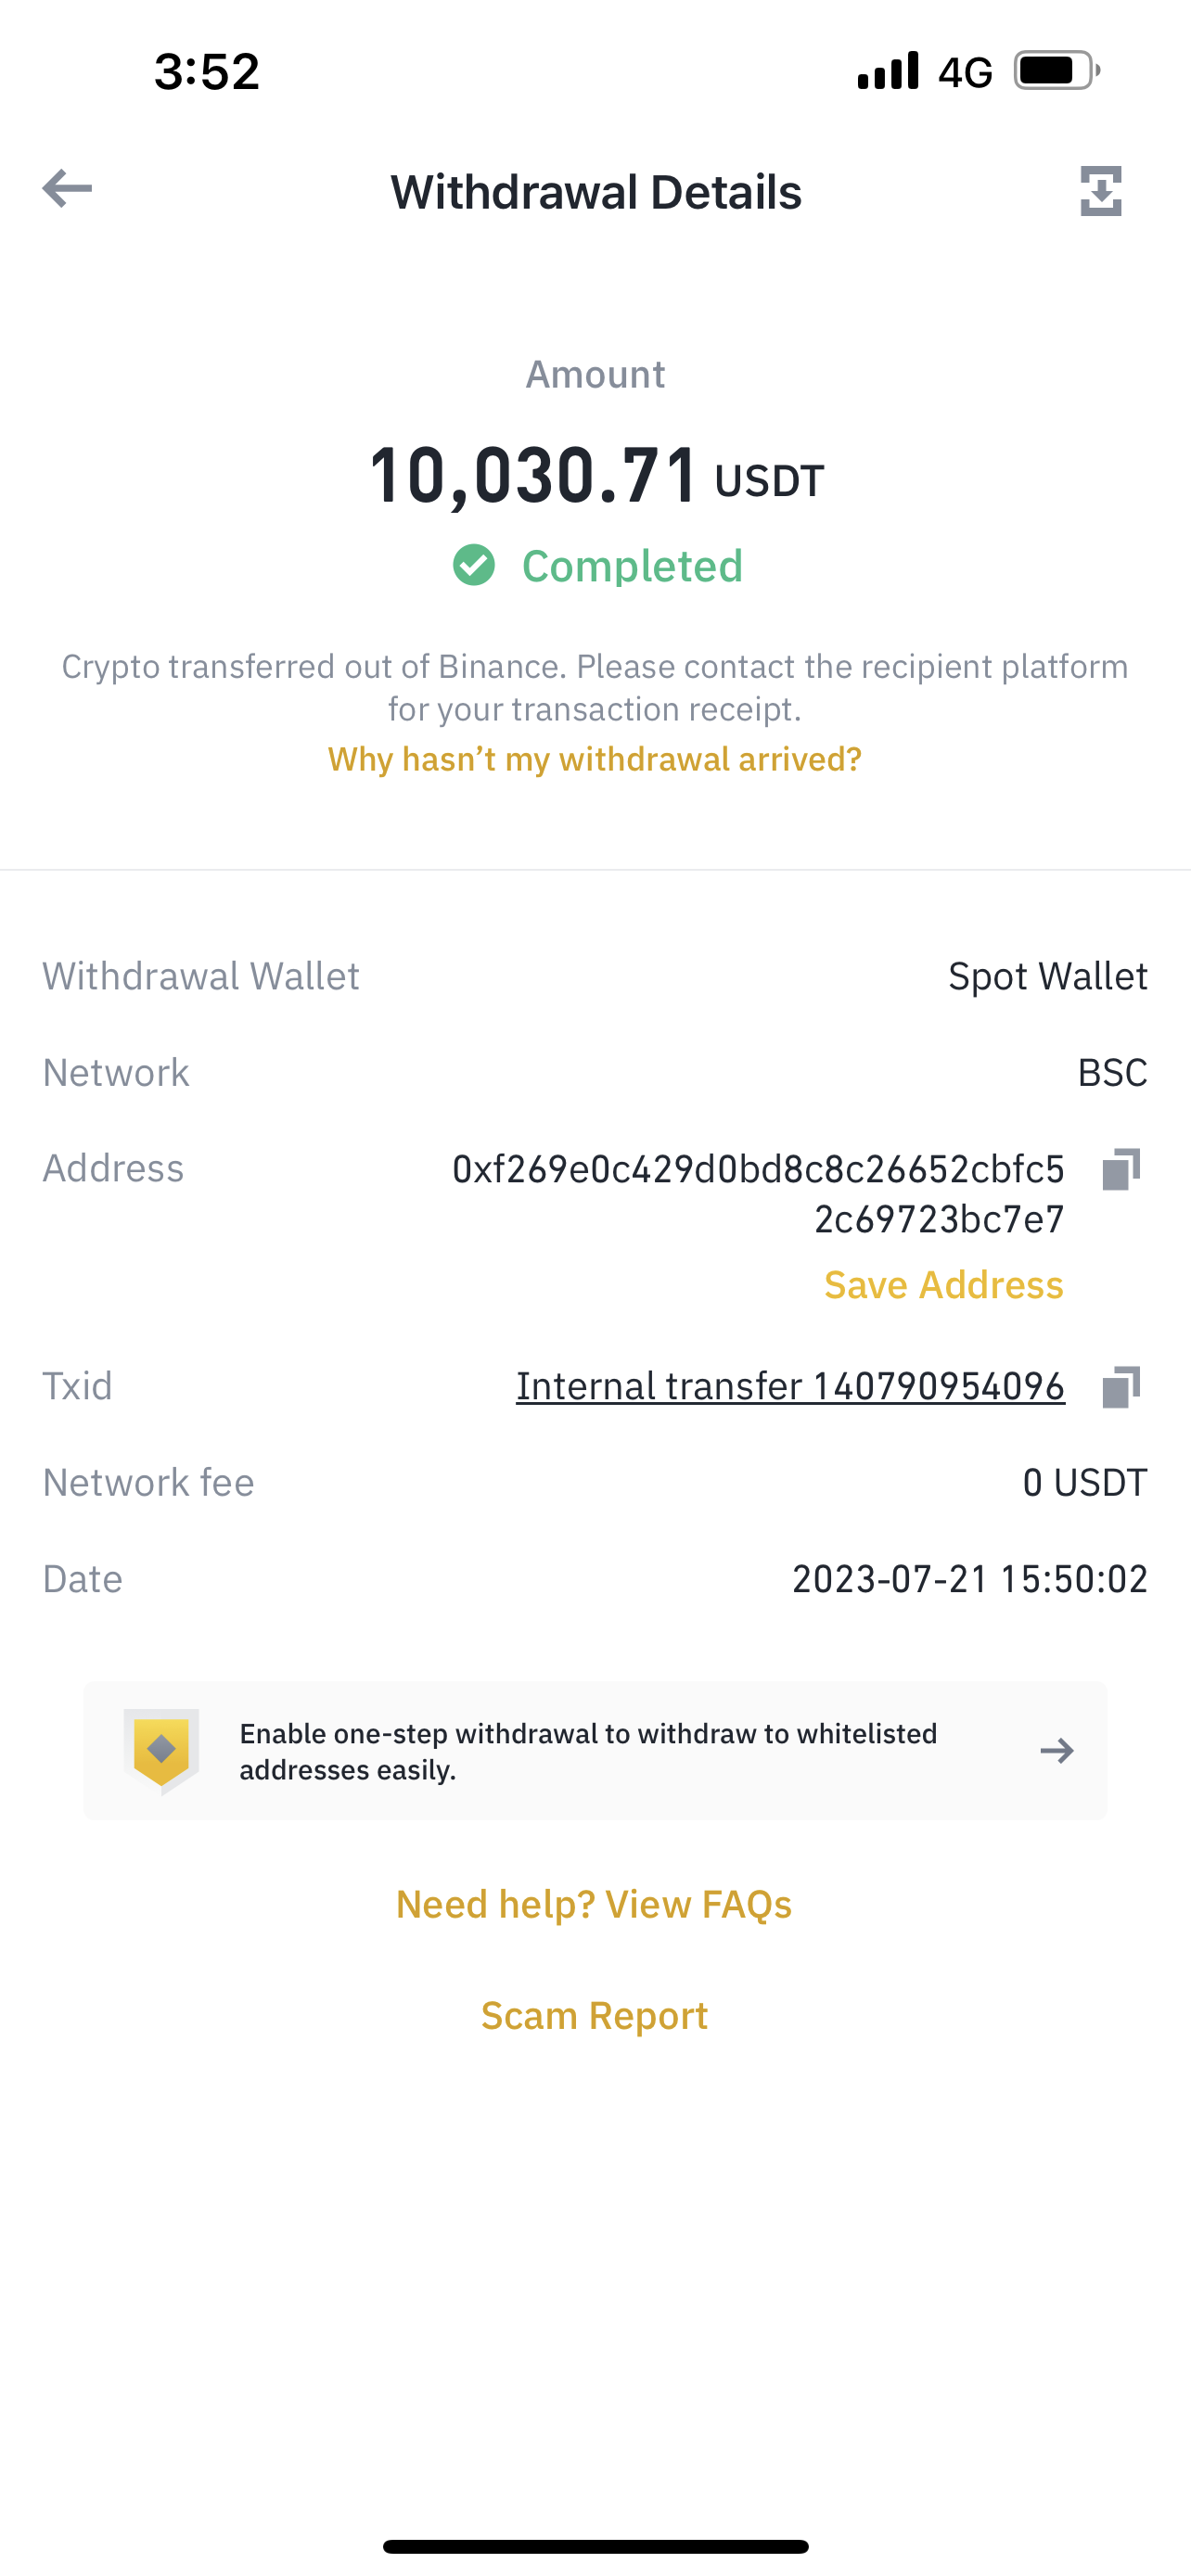 3:52
4G
Withdrawal Details
Amount
10,030.71 USDT
Completed
Crypto transferred out of Binance. Please contact the recipient platform
for your transaction receipt.
Why hasn’t my withdrawal arrived?
Withdrawal Wallet Spot Wallet
Network BSC
Address 0xf269e0c429d0bd8c8c26652cbfc5
2c69723bc7e7
Save Address
Txid Internal transfer 140790954096
Network fee 0 USDT
Date 2023-07-21 15:50:02
Enable one-step withdrawal to withdraw to whitelisted
addresses easily.
Need help? View FAQs
Scam Report